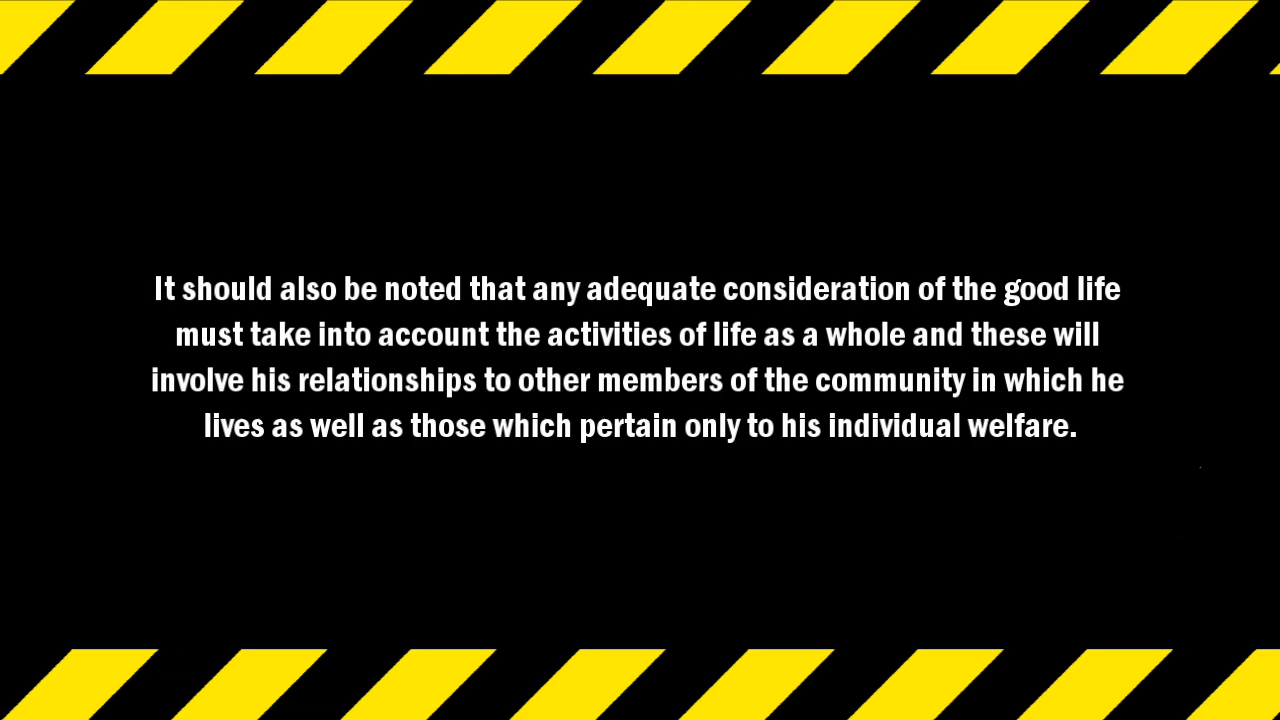 It should also be noted that any adequate consideration of the good life
must take into account the activities of life as a whole and these will
involve his relationships to other members of the community in which he
lives as well as those which pertain only to his individual welfare.